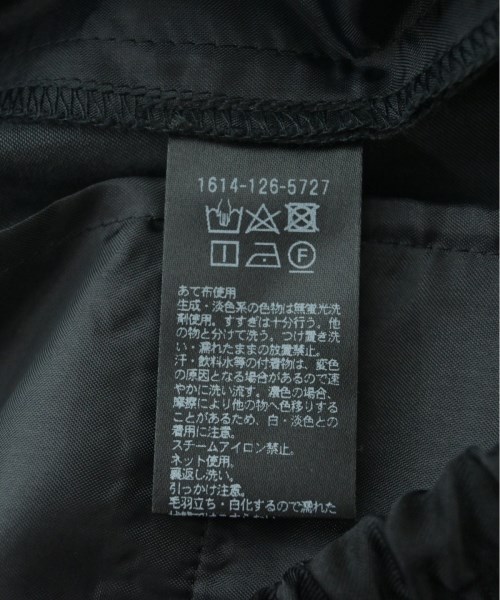 1614-126-5727
F
あて布使用
生成・淡色系の色物は無蛍光洗
剤使用。すすぎは十分行う。他
の物と分けて洗う。つけ置き洗
い・濡れたままの放置禁止。
汗・飲料水等の付着物は、変色
の原因となる場合があるので速
やかに洗い流す。濃色の場合、
摩擦により他の物へ色移りする
ことがあるため、白・淡色との
着用に注意。
スチームアイロン禁止。
ネット使用。
裏返し洗い。
引っかけ注意。
毛羽立ち・白化するので濡れた